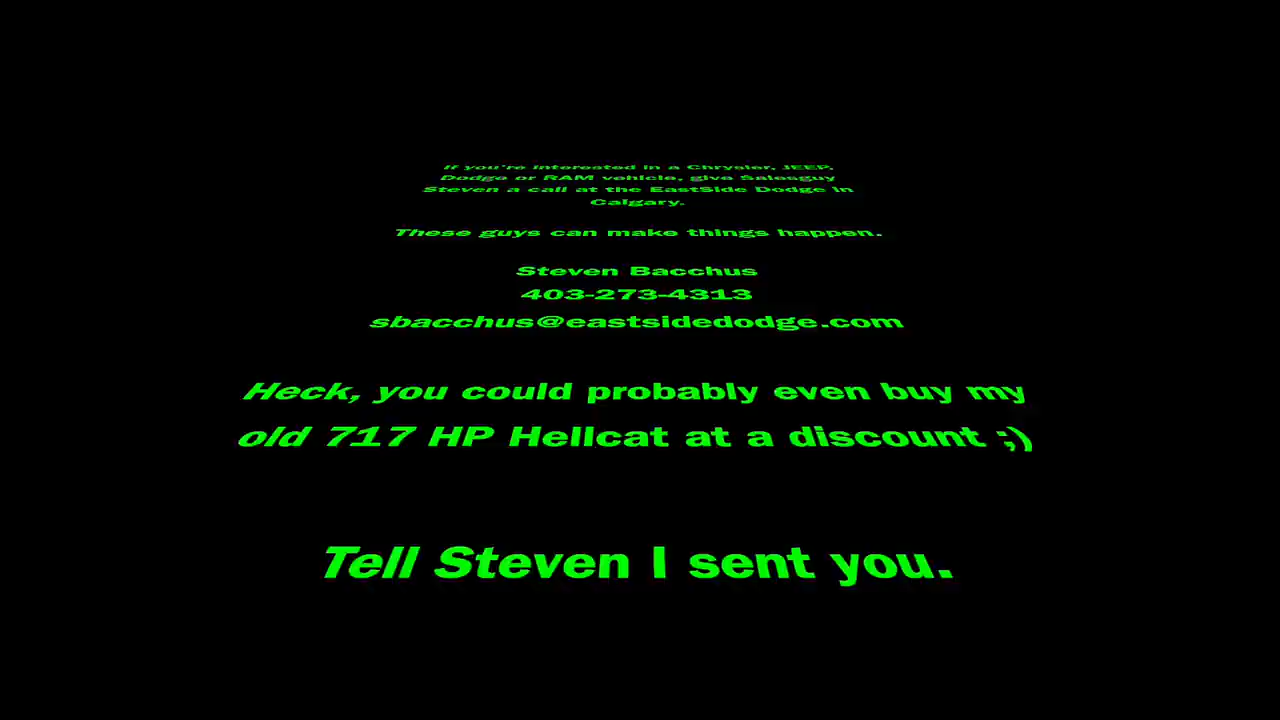 If you're interested in a Chrysler, JEEP,
Dodge or RAM vehicle, give Salesguy
Steven a call at the EastSide Dodge in
Calgary.
These guys can make things happen.
Steven Bacchus
403-273-4313
sbacchus@eastsidedodge.com
Heck, you could probably even buy my
old 717 HP Hellcat at a discount ;)
Tell Steven I sent you.